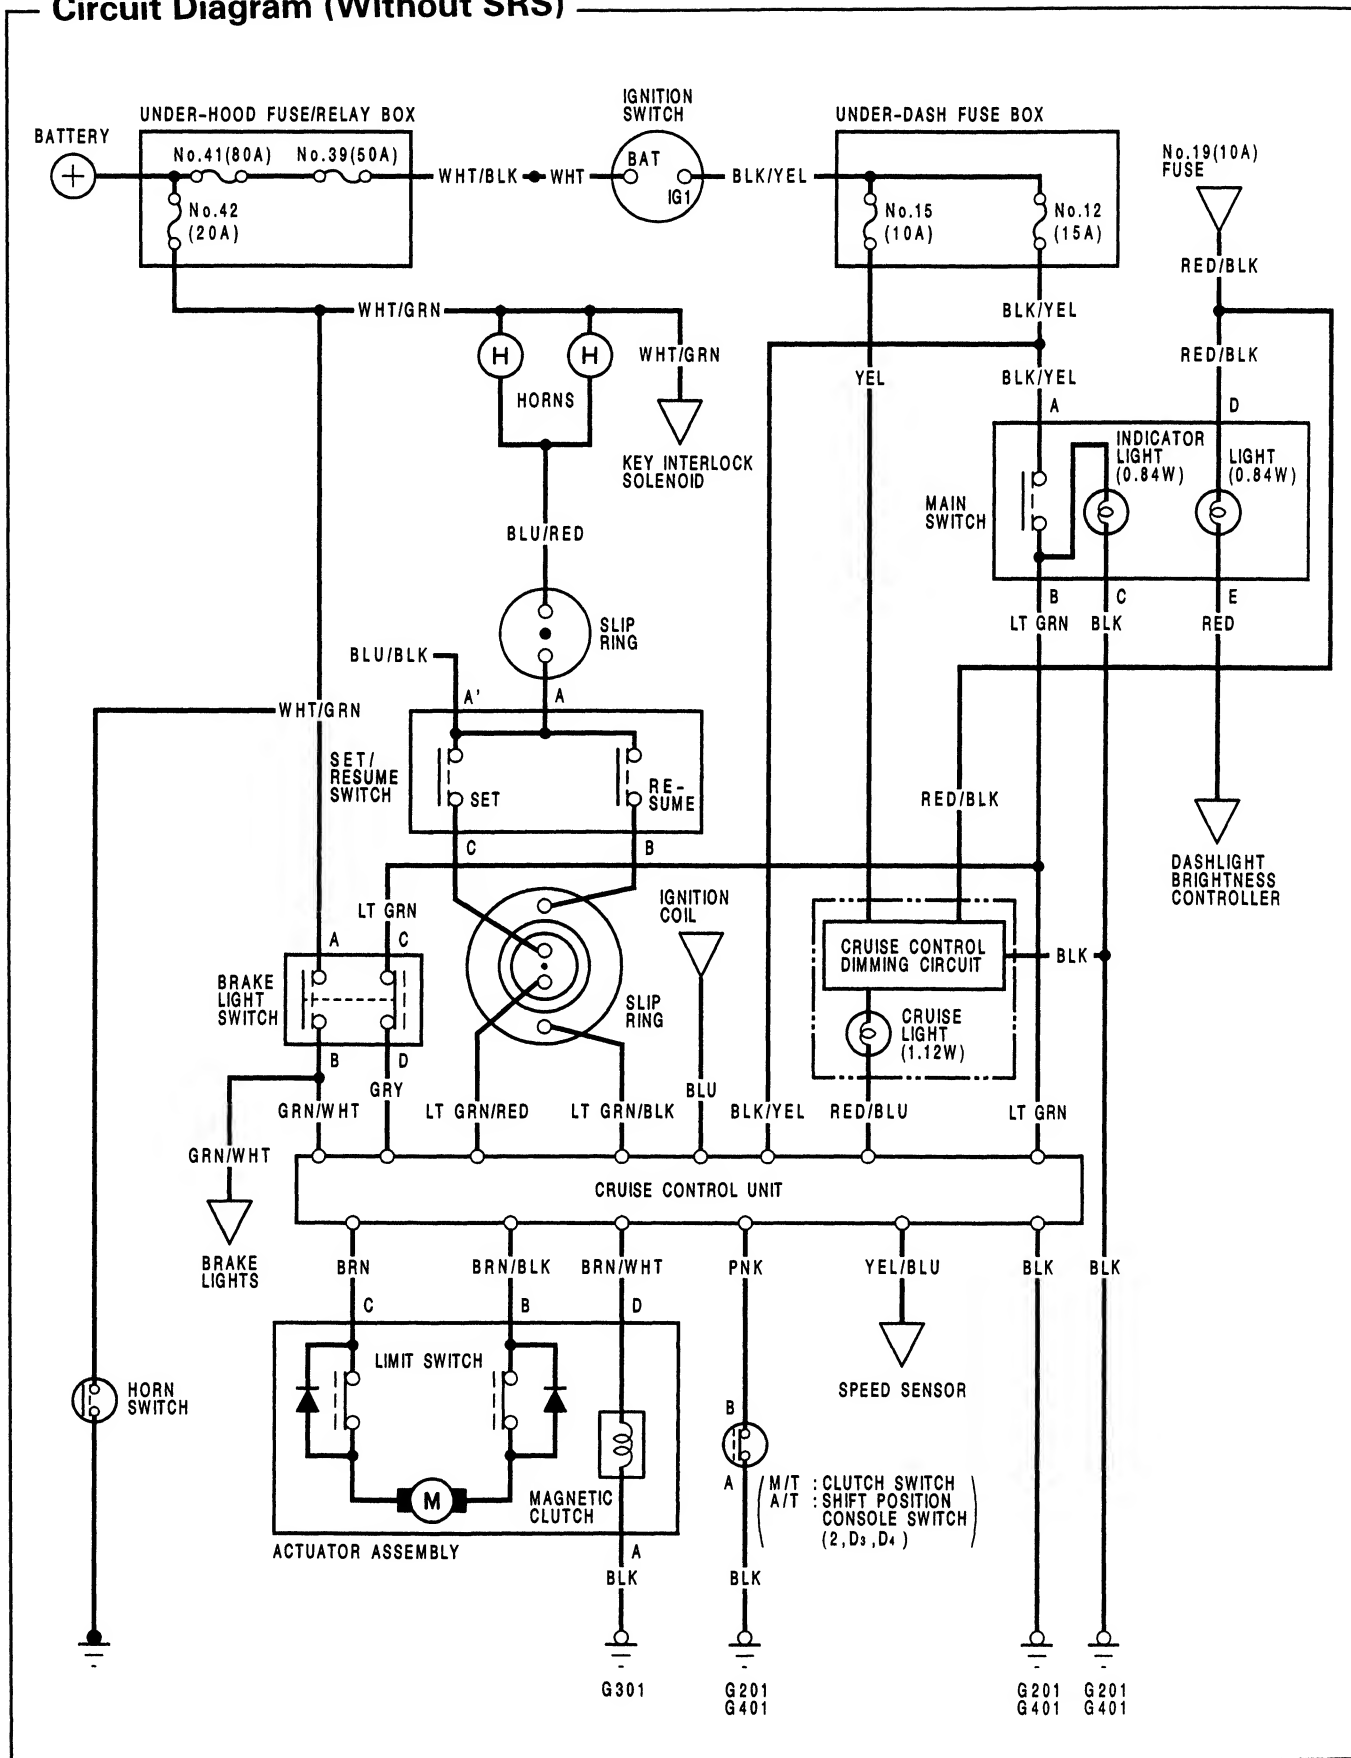 Circuit Diagram (Without SRS)
UNDER-HOOD FUSE/RELAY BOX
IGNITION
SWITCH
UNDER-DASH FUSE BOX
BATTERY
No.41(80A)
No.39(50A)
No.19(10A)
FUSE
BAT
WHT/BLK
WHT
BLK/YEL
IG1
No.42
(20A)
No.15
(10A)
No.12
(15A)
RED/BLK
WHT/GRN
BLK/YEL
H
H
WHT/GRN
RED/BLK
YEL
BLK/YEL
HORNS
A
D
KEY INTERLOCK
SOLENOID
INDICATOR
LIGHT
(0.84W)
LIGHT
(0.84W)
MAIN
SWITCH
BLU/RED
B
C
E
SLIP
RING
LT GRN
BLK
RED
BLU/BLK
A'
A
WHT/GRN
SET/
RESUME
SWITCH
SET
RE-
SUME
RED/BLK
C
B
DASHLIGHT
BRIGHTNESS
CONTROLLER
IGNITION
COIL
LT GRN
A
C
CRUISE CONTROL
DIMMING CIRCUIT
BLK
BRAKE
LIGHT
SWITCH
SLIP
RING
CRUISE
LIGHT
(1.12W)
B
D
GRY
BLU
GRN/WHT
LT GRN/RED
LT GRN/BLK
BLK/YEL
RED/BLU
LT GRN
GRN/WHT
CRUISE CONTROL UNIT
BRAKE
LIGHTS
BRN
BRN/BLK
BRN/WHT
PNK
YEL/BLU
BLK
BLK
C
B
D
LIMIT SWITCH
SPEED SENSOR
HORN
SWITCH
B
A
M/T : CLUTCH SWITCH
A/T : SHIFT POSITION
CONSOLE SWITCH
(2,D3,D4)
M
MAGNETIC
CLUTCH
ACTUATOR ASSEMBLY
A
BLK
BLK
G301
G201
G401
G201
G401
G201
G401